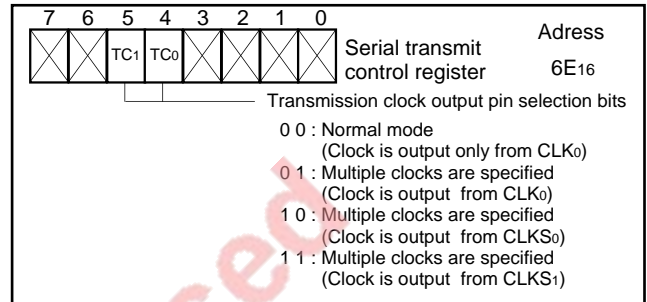 7 6 5 4 3 2 1 0
TC1 TC0
Serial transmit
control register
Adress
6E16
Transmission clock output pin selection bits
0 0 : Normal mode
(Clock is output only from CLK0)
0 1 : Multiple clocks are specified
(Clock is output from CLK0)
1 0 : Multiple clocks are specified
(Clock is output from CLKS0)
1 1 : Multiple clocks are specified
(Clock is output from CLKS1)